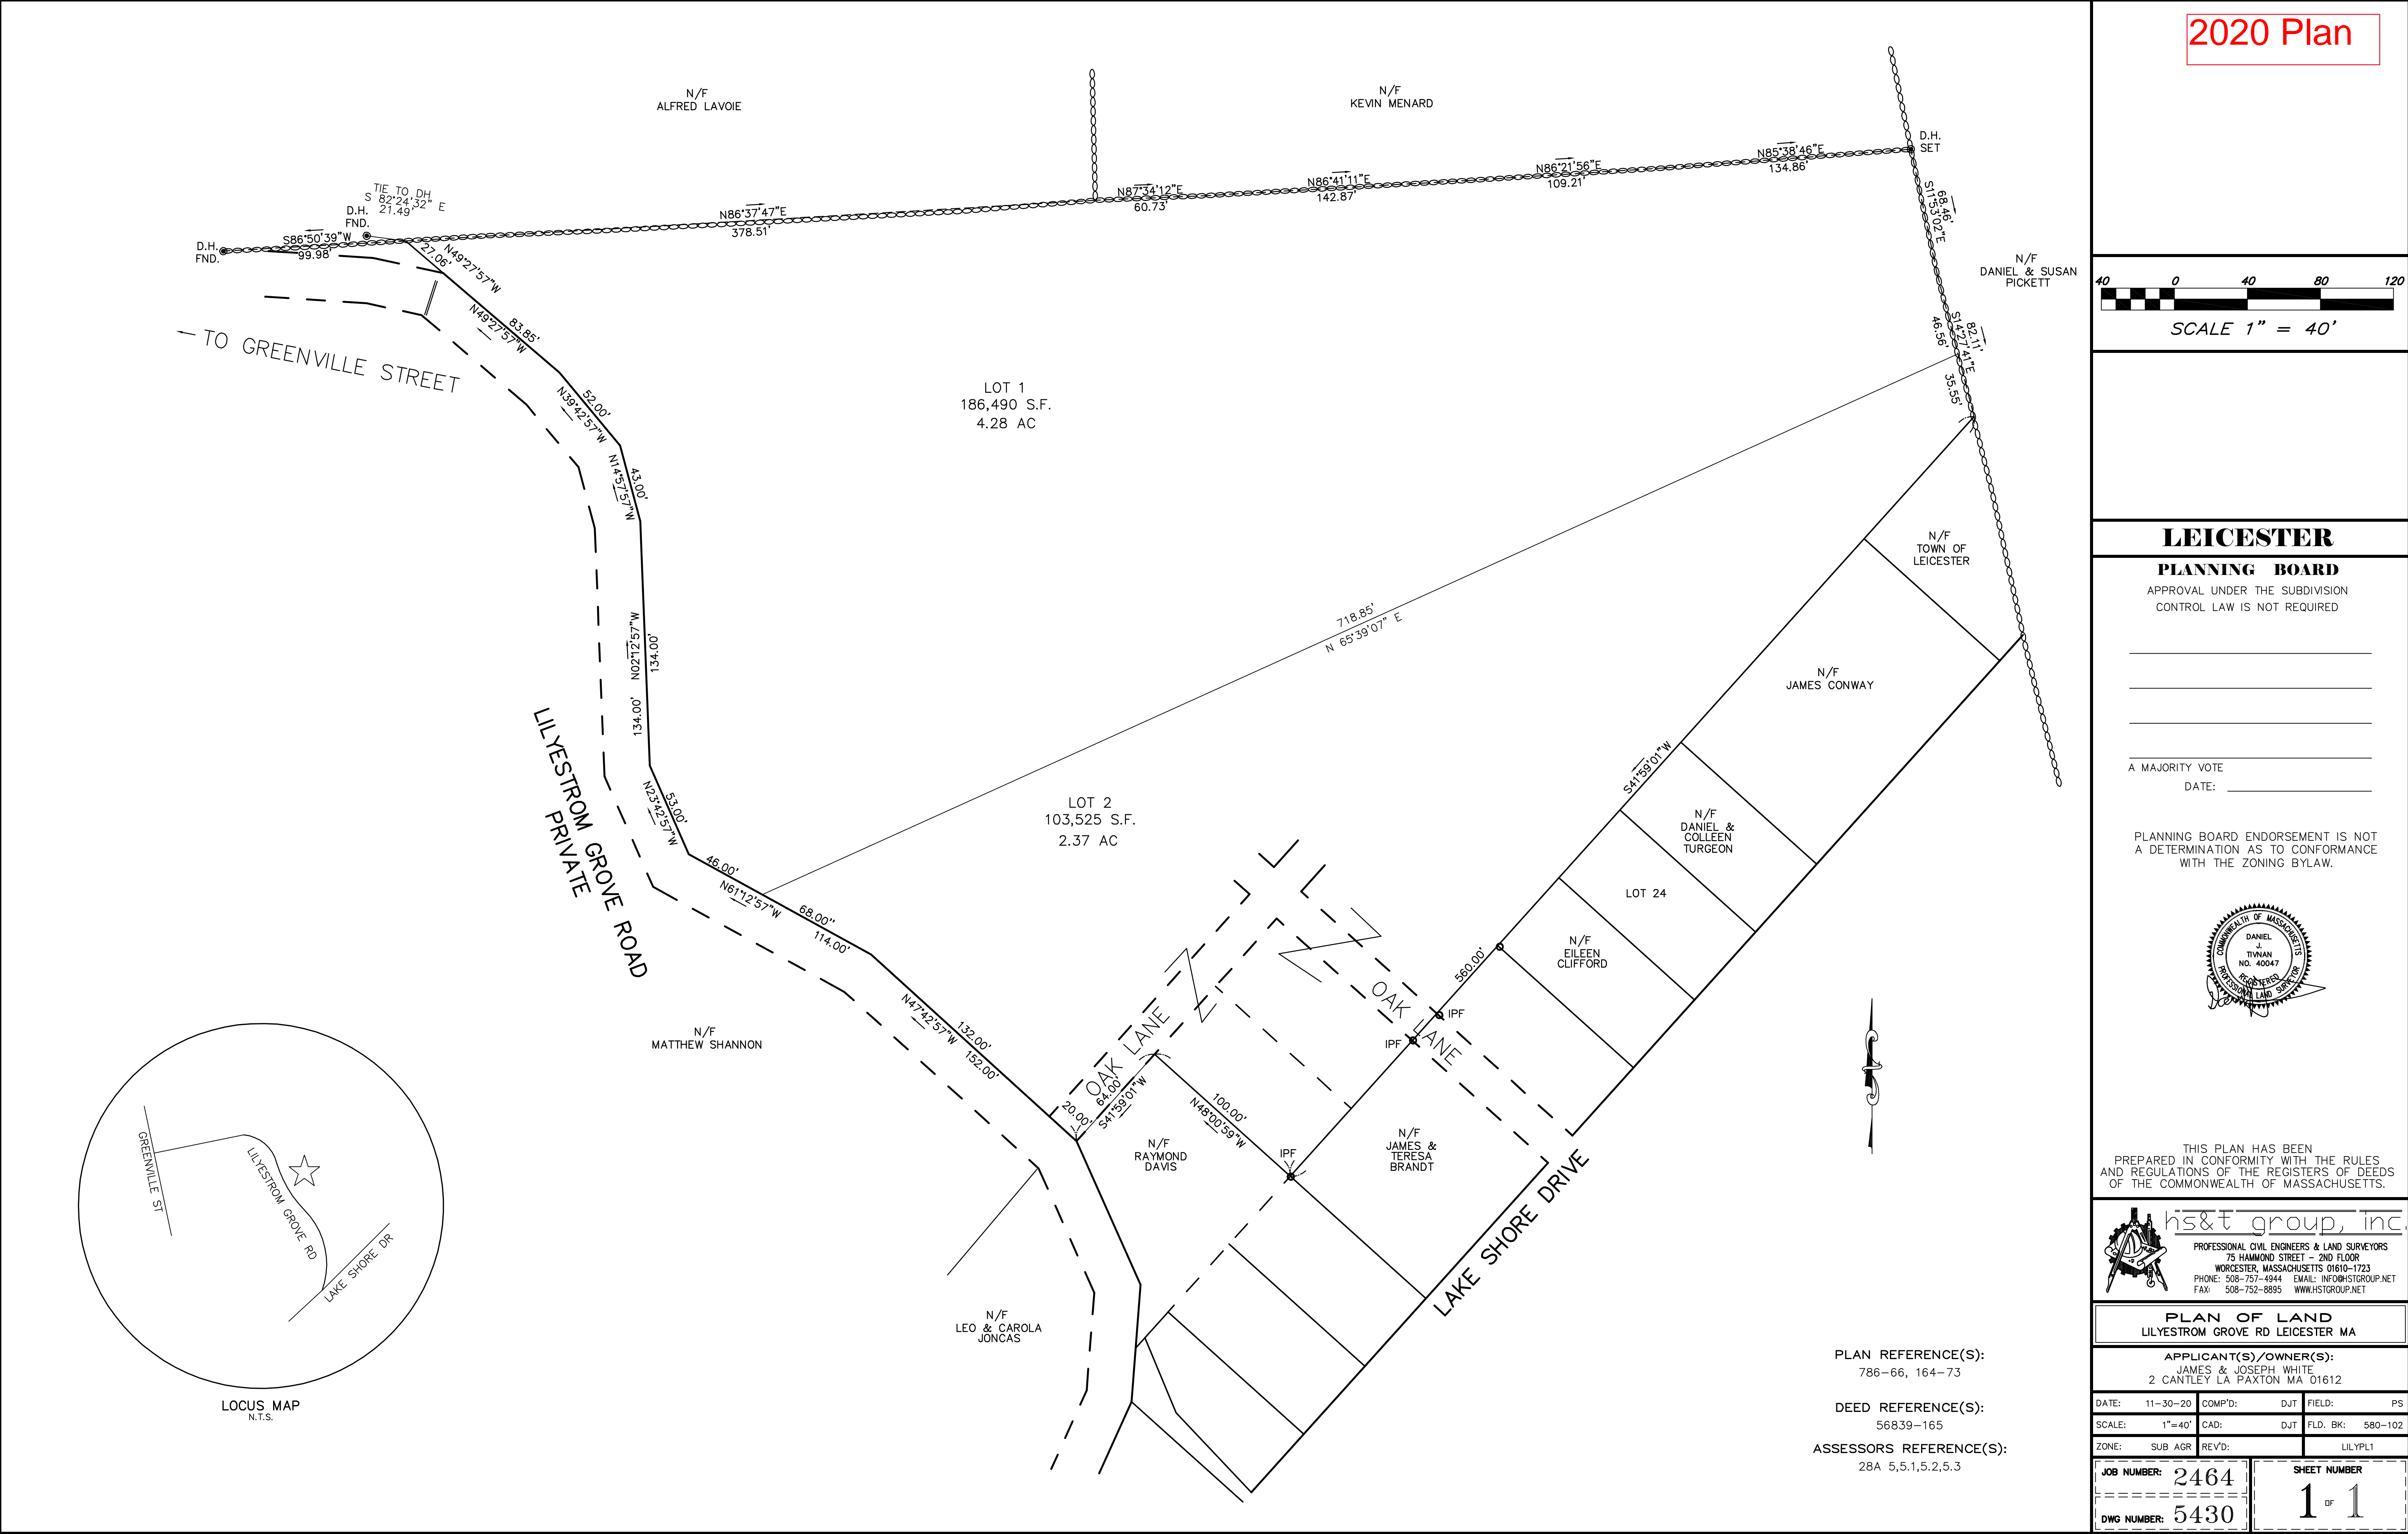 2020 Plan
N/F
ALFRED LAVOIE
N/F
KEVIN MENARD
D.H.
SET
TIE TO DH
S 82°24'32" E
21.49'
D.H.
FND.
D.H.
FND.
S86°50'39"W
99.98'
N86°37'47"E
378.51'
N87°34'12"E
60.73'
N86°41'11"E
142.87'
N86°21'56"E
109.21'
N85°38'46"E
134.86'
68.46'
S11°53'02"E
N/F
DANIEL & SUSAN
PICKETT
82.11'
S14°27'41"E
46.56'
35.55'
N49°27'57"W
27.06'
83.85'
N49°27'57"W
TO GREENVILLE STREET
52.00'
N39°42'57"W
43.00'
N14°57'57"W
LOT 1
186,490 S.F.
4.28 AC
N02°12'57"W
134.00'
134.00'
718.85'
N 65°39'07" E
N/F
TOWN OF
LEICESTER
N/F
JAMES CONWAY
S41°59'01"W
LILYESTROM GROVE ROAD
PRIVATE
53.00'
N23°42'57"W
LOT 2
103,525 S.F.
2.37 AC
N/F
DANIEL &
COLLEEN
TURGEON
LOT 24
N/F
EILEEN
CLIFFORD
46.00'
N61°12'57"W
68.00''
114.00'
560.00'
OAK LANE
IPF
IPF
N47°42'57"W
132.00'
152.00'
OAK LANE
20.00'
64.00'
S41°59'01"W
100.00'
N48°00'59"W
N/F
MATTHEW SHANNON
N/F
RAYMOND
DAVIS
IPF
N/F
JAMES &
TERESA
BRANDT
LAKE SHORE DRIVE
N/F
LEO & CAROLA
JONCAS
GREENVILLE ST
LILYESTROM GROVE RD
LAKE SHORE DR
LOCUS MAP
N.T.S.
PLAN REFERENCE(S):
786-66, 164-73
DEED REFERENCE(S):
56839-165
ASSESSORS REFERENCE(S):
28A 5,5.1,5.2,5.3
40 0 40 80 120
SCALE 1" = 40'
LEICESTER
PLANNING BOARD
APPROVAL UNDER THE SUBDIVISION
CONTROL LAW IS NOT REQUIRED
A MAJORITY VOTE
DATE:
PLANNING BOARD ENDORSEMENT IS NOT
A DETERMINATION AS TO CONFORMANCE
WITH THE ZONING BYLAW.
COMMONWEALTH OF MASSACHUSETTS
DANIEL
J.
TIVNAN
NO. 40047
REGISTERED
PROFESSIONAL LAND SURVEYOR
THIS PLAN HAS BEEN
PREPARED IN CONFORMITY WITH THE RULES
AND REGULATIONS OF THE REGISTERS OF DEEDS
OF THE COMMONWEALTH OF MASSACHUSETTS.
hs&t group, inc.
PROFESSIONAL CIVIL ENGINEERS & LAND SURVEYORS
75 HAMMOND STREET - 2ND FLOOR
WORCESTER, MASSACHUSETTS 01610-1723
PHONE: 508-757-4944 EMAIL: INFO@HSTGROUP.NET
FAX: 508-752-8895 WWW.HSTGROUP.NET
PLAN OF LAND
LILYESTROM GROVE RD LEICESTER MA
APPLICANT(S)/OWNER(S):
JAMES & JOSEPH WHITE
2 CANTLEY LA PAXTON MA 01612
DATE: 11-30-20 COMP'D: DJT FIELD: PS
SCALE: 1"=40' CAD: DJT FLD. BK: 580-102
ZONE: SUB AGR REV'D: LILYPL1
JOB NUMBER: 2464
DWG NUMBER: 5430
SHEET NUMBER
1 OF 1